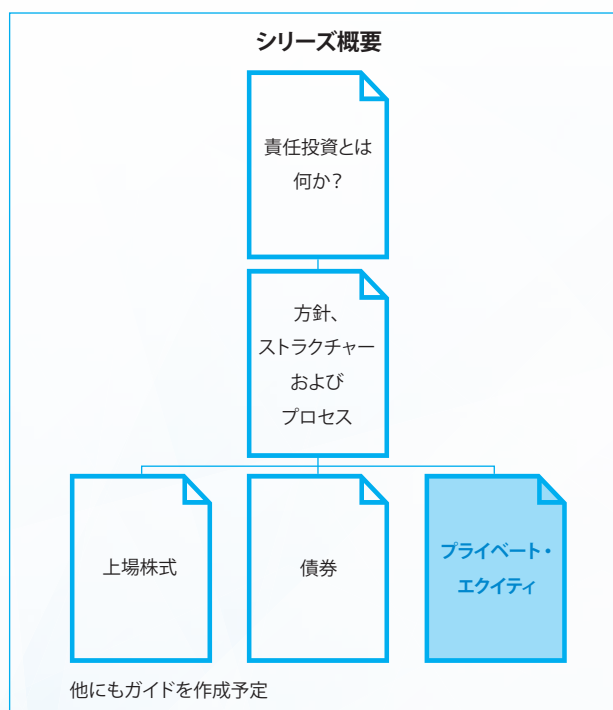 シリーズ概要
責任投資とは
何か？
方針、
ストラクチャー
および
プロセス
上場株式
債券
プライベート・
エクイティ
他にもガイドを作成予定